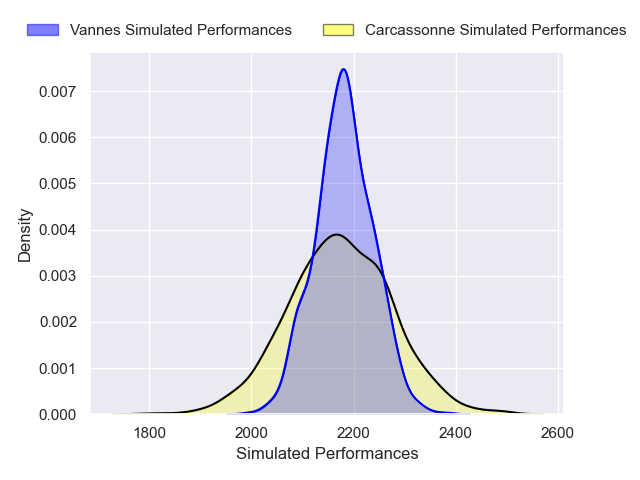 Vannes Simulated Performances
Carcassonne Simulated Performances
0.007
0.006
0.005
0.004
0.003
0.002
0.001
0.000
Density
1800 2000 2200 2400 2600
Simulated Performances